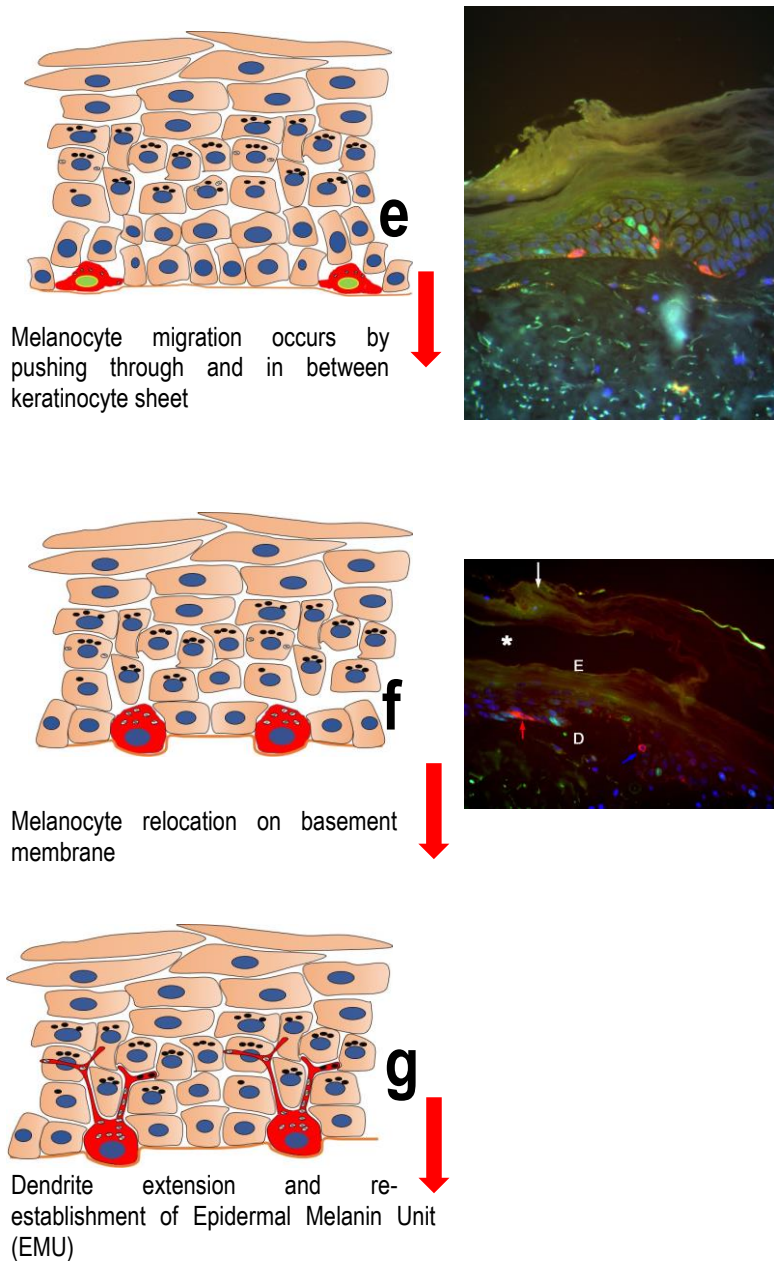 e
Melanocyte migration occurs by
pushing through and in between
keratinocyte sheet
*
E
f
D
Melanocyte relocation on basement
membrane
g
Dendrite extension and re-
establishment of Epidermal Melanin Unit
(EMU)